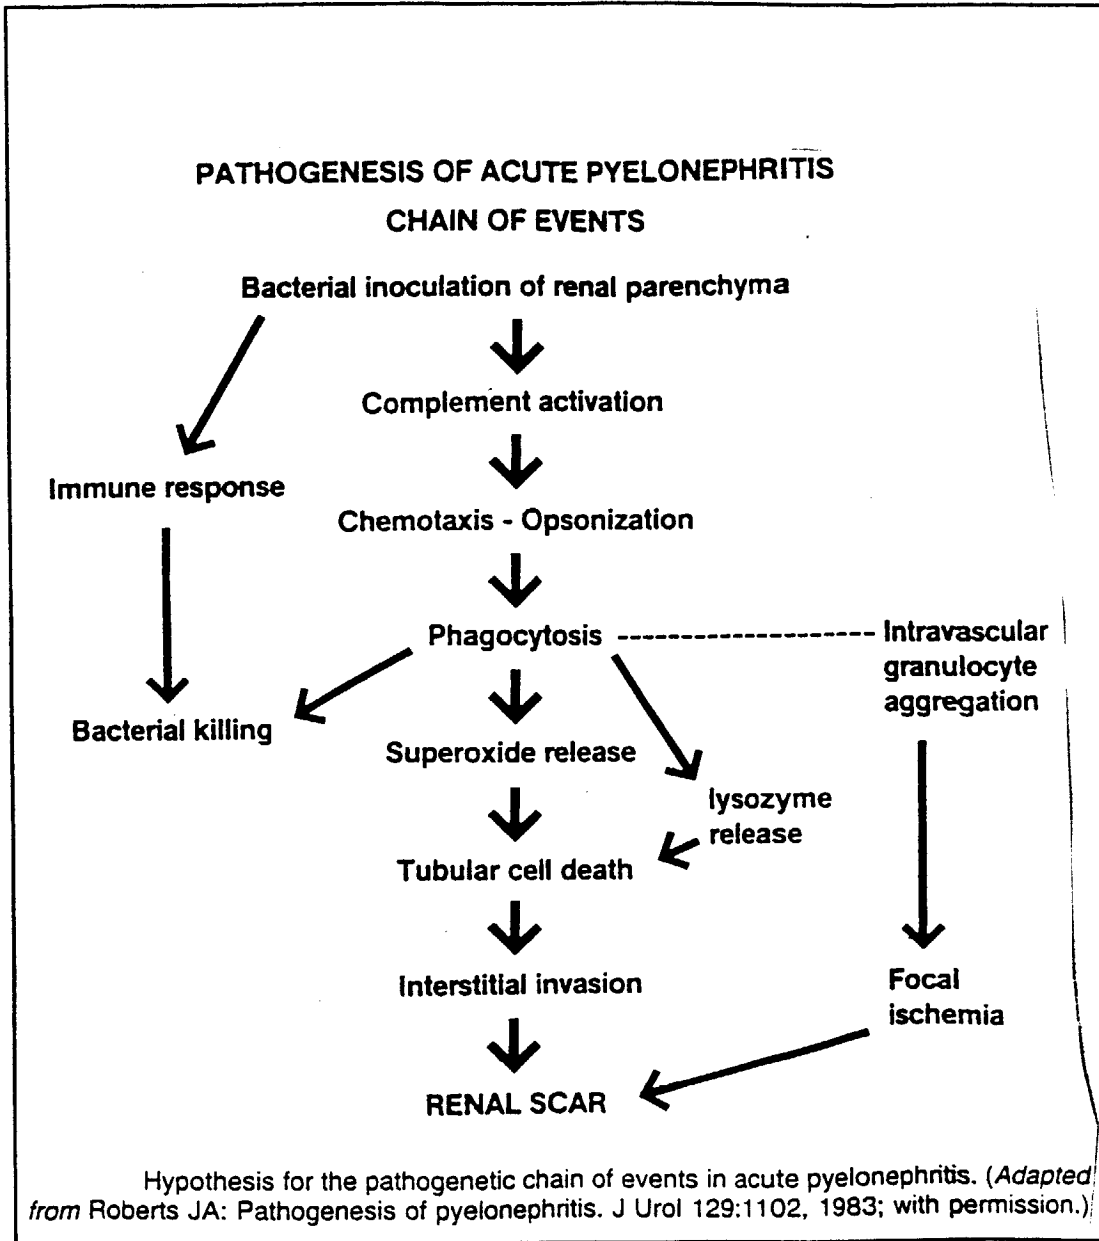 PATHOGENESIS OF ACUTE PYELONEPHRITIS
CHAIN OF EVENTS
Bacterial inoculation of renal parenchyma
Complement activation
Immune response
Chemotaxis - Opsonization
Phagocytosis
Intravascular
granulocyte
aggregation
Bacterial killing
Superoxide release
lysozyme
release
Tubular cell death
Interstitial invasion
Focal
ischemia
RENAL SCAR
Hypothesis for the pathogenetic chain of events in acute pyelonephritis. (Adapted
from Roberts JA: Pathogenesis of pyelonephritis. J Urol 129:1102, 1983; with permission.)